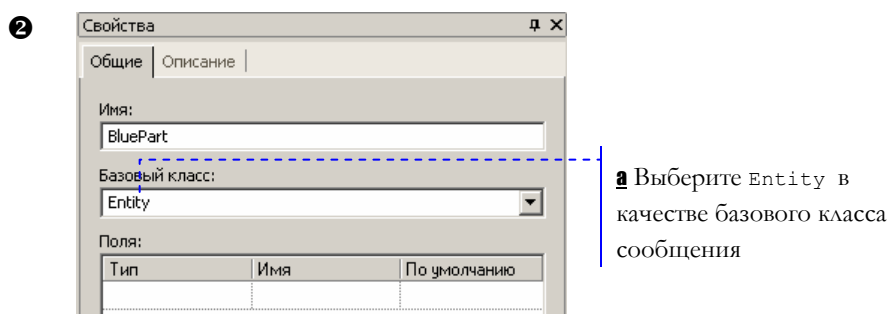 ❷
Свойства
Общие Описание
Имя:
BluePart
Базовый класс:
Entity
Поля:
Тип Имя По умолчанию
a Выберите Entity в
качестве базового класса
сообщения